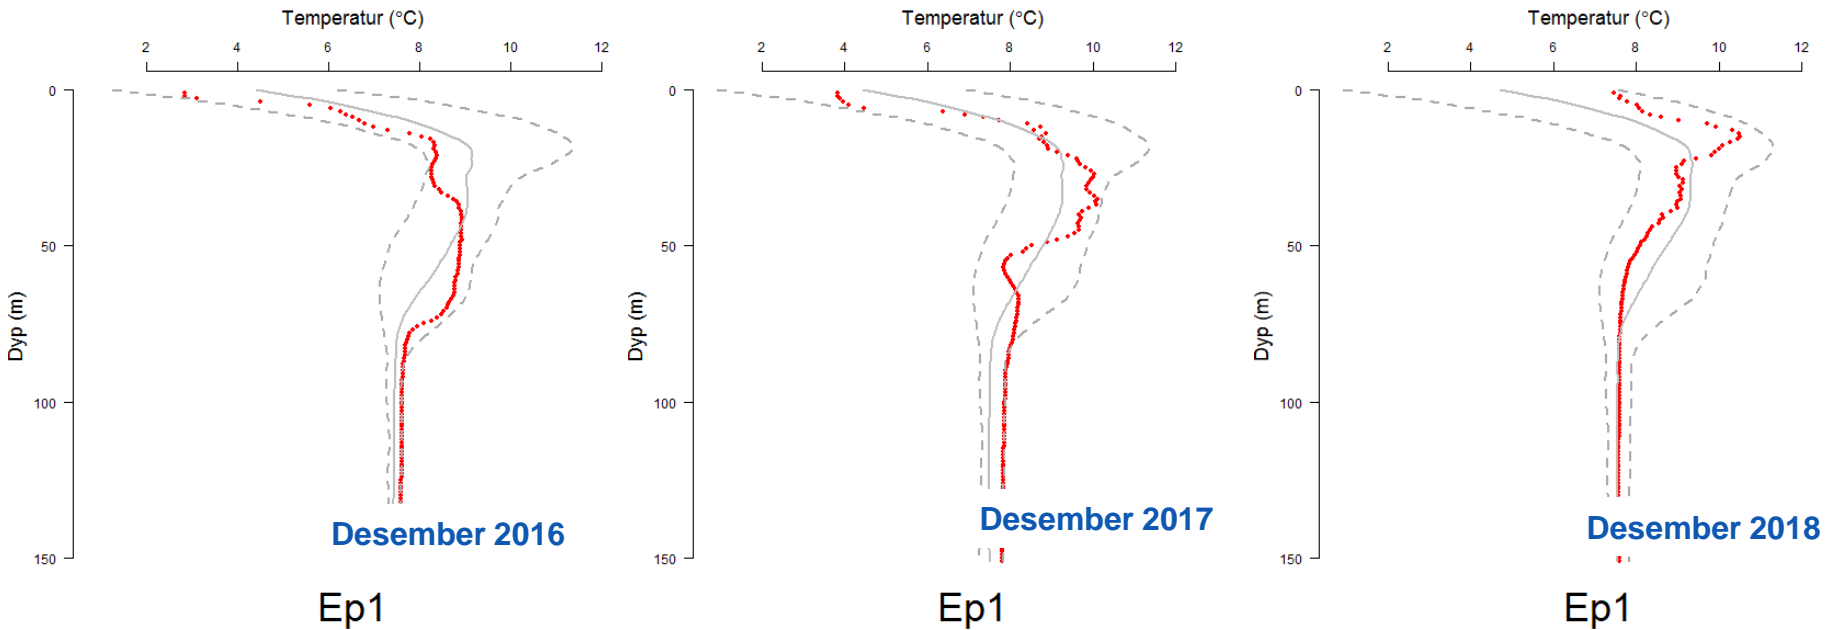 Temperatur (°C)
2 4 6 8 10 12
0
50
100
150
Dyp (m)
Desember 2016
Ep1
Temperatur (°C)
2 4 6 8 10 12
0
50
100
150
Dyp (m)
Desember 2017
Ep1
Temperatur (°C)
2 4 6 8 10 12
0
50
100
150
Dyp (m)
Desember 2018
Ep1